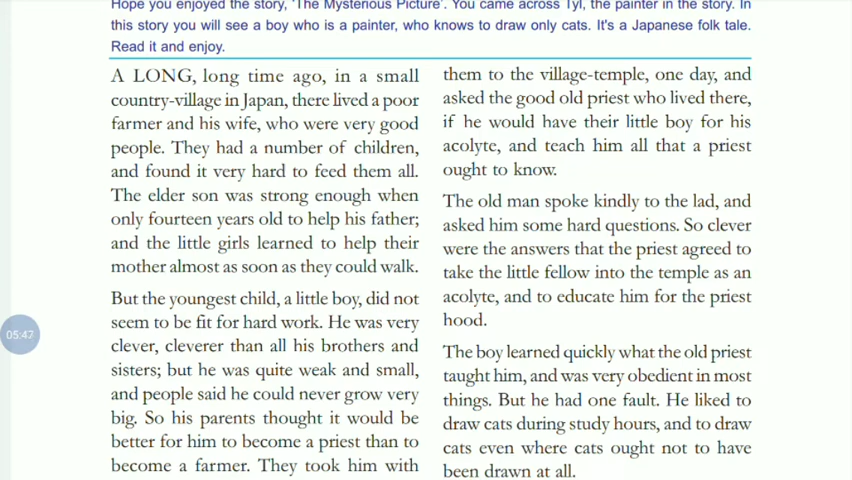 Hope you enjoyed the story, 'The Mysterious Picture'. You came across Tyl, the painter in the story. In
this story you will see a boy who is a painter, who knows to draw only cats. It's a Japanese folk tale.
Read it and enjoy.
A LONG, long time ago, in a small
country-village in Japan, there lived a poor
farmer and his wife, who were very good
people. They had a number of children,
and found it very hard to feed them all.
The elder son was strong enough when
only fourteen years old to help his father;
and the little girls learned to help their
mother almost as soon as they could walk.
But the youngest child, a little boy, did not
seem to be fit for hard work. He was very
clever, cleverer than all his brothers and
sisters; but he was quite weak and small,
and people said he could never grow very
big. So his parents thought it would be
better for him to become a priest than to
become a farmer. They took him with
them to the village-temple, one day, and
asked the good old priest who lived there,
if he would have their little boy for his
acolyte, and teach him all that a priest
ought to know.
The old man spoke kindly to the lad, and
asked him some hard questions. So clever
were the answers that the priest agreed to
take the little fellow into the temple as an
acolyte, and to educate him for the priest
hood.
The boy learned quickly what the old priest
taught him, and was very obedient in most
things. But he had one fault. He liked to
draw cats during study hours, and to draw
cats even where cats ought not to have
been drawn at all.
05:47